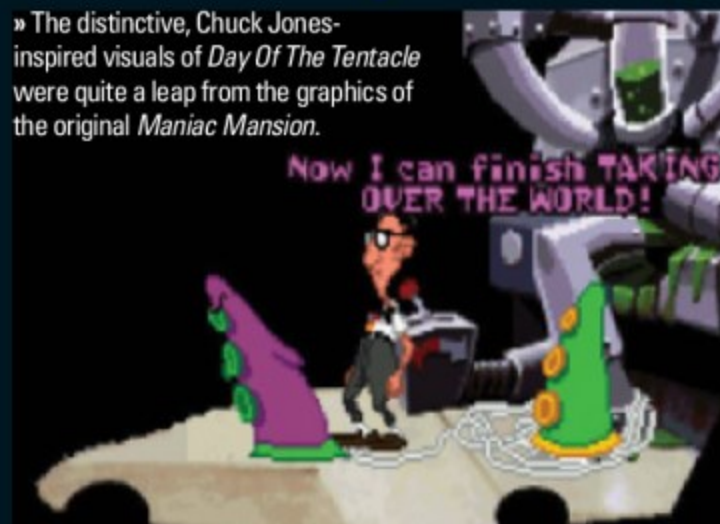 » The distinctive, Chuck Jones-
inspired visuals of Day Of The Tentacle
were quite a leap from the graphics of
the original Maniac Mansion.
Now I can finish TAKING
OVER THE WORLD!